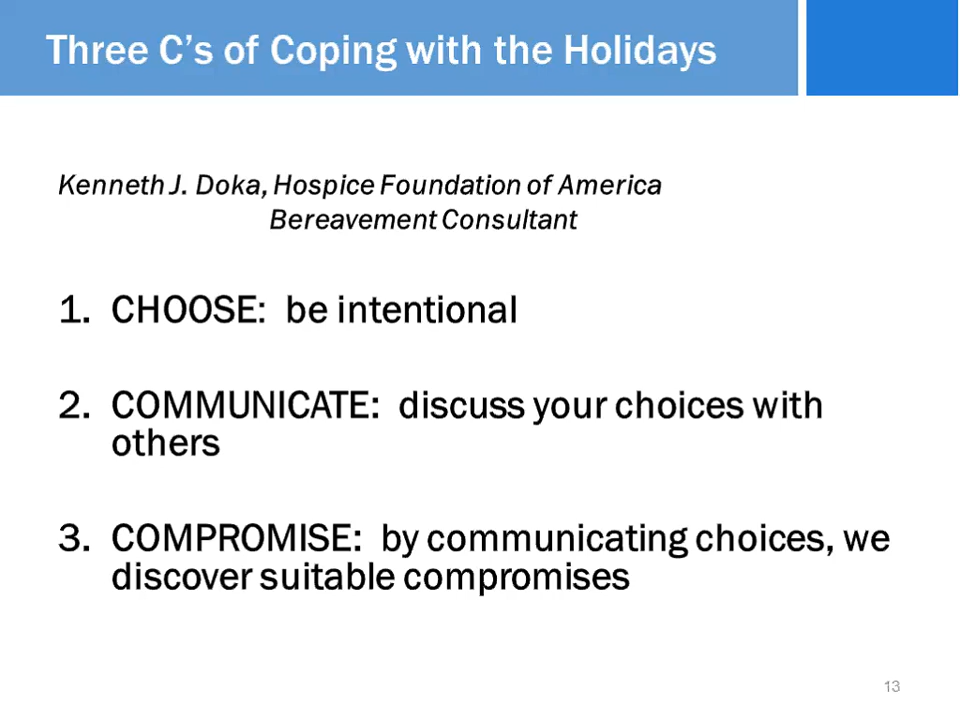 Three C’s of Coping with the Holidays
Kenneth J. Doka, Hospice Foundation of America
Bereavement Consultant
1. CHOOSE: be intentional
2. COMMUNICATE: discuss your choices with
others
3. COMPROMISE: by communicating choices, we
discover suitable compromises
13